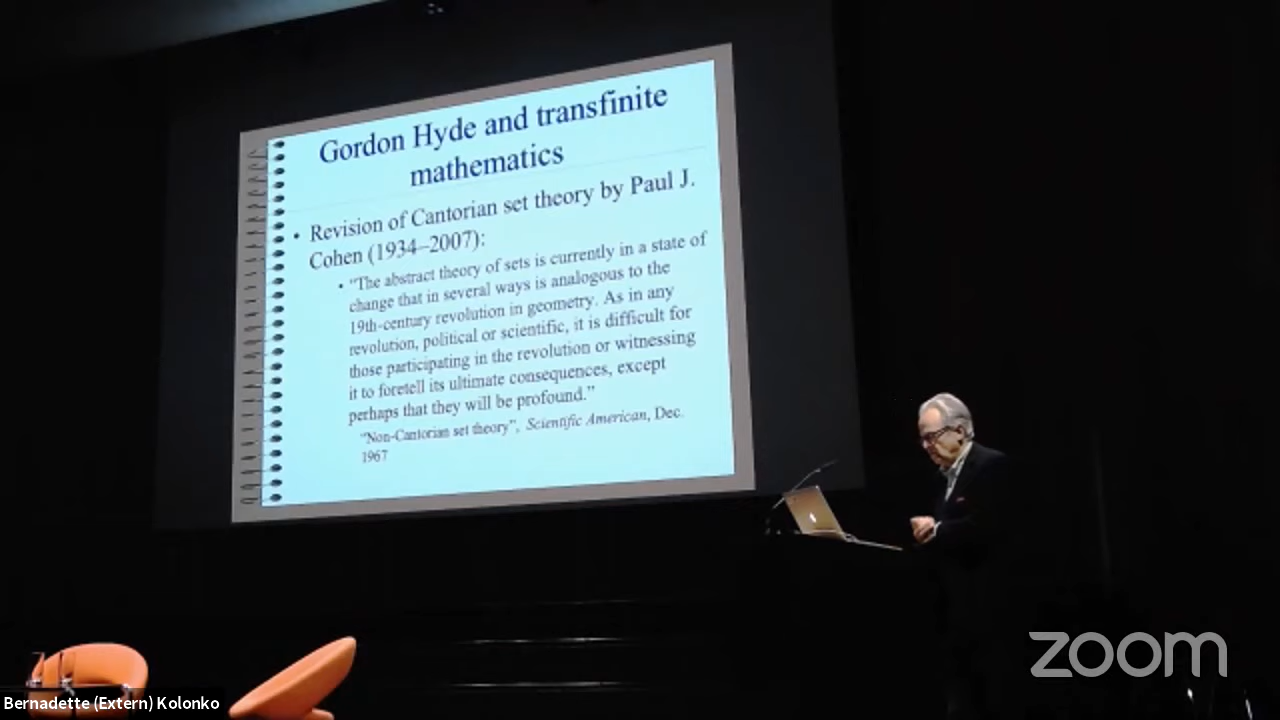 Gordon Hyde and transfinite
mathematics
• Revision of Cantorian set theory by Paul J.
Cohen (1934–2007):
• "The abstract theory of sets is currently in a state of
change that in several ways is analogous to the
19th-century revolution in geometry. As in any
revolution, political or scientific, it is difficult for
those participating in the revolution or witnessing
it to foretell its ultimate consequences, except
perhaps that they will be profound."
"Non-Cantorian set theory", Scientific American, Dec.
1967
zoom
Bernadette (Extern) Kolonko